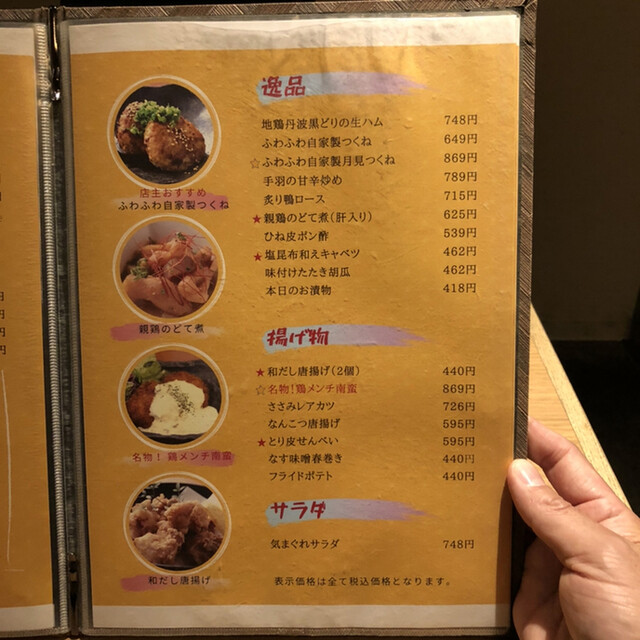 逸品
地鶏丹波黒どりの生ハム 748円
ふわふわ自家製つくね 649円
☆ふわふわ自家製月見つくね 869円
手羽の甘辛炒め 789円
炙り鴨ロース 715円
★親鶏のどて煮(肝入り) 625円
ひね皮ポン酢 539円
★塩昆布和えキャベツ 462円
味付けたたき胡瓜 462円
本日のお漬物 418円
店主おすすめ
ふわふわ自家製つくね
親鶏のどて煮
揚げ物
★和だし唐揚げ(2個) 440円
☆名物!鶏メンチ南蛮 869円
ささみレアカツ 726円
なんこつ唐揚げ 595円
★とり皮せんべい 595円
なす味噌春巻き 440円
フライドポテト 440円
名物! 鶏メンチ南蛮
和だし唐揚げ
サラダ
気まぐれサラダ 748円
表示価格は全て税込価格となります。
円
円
円
円